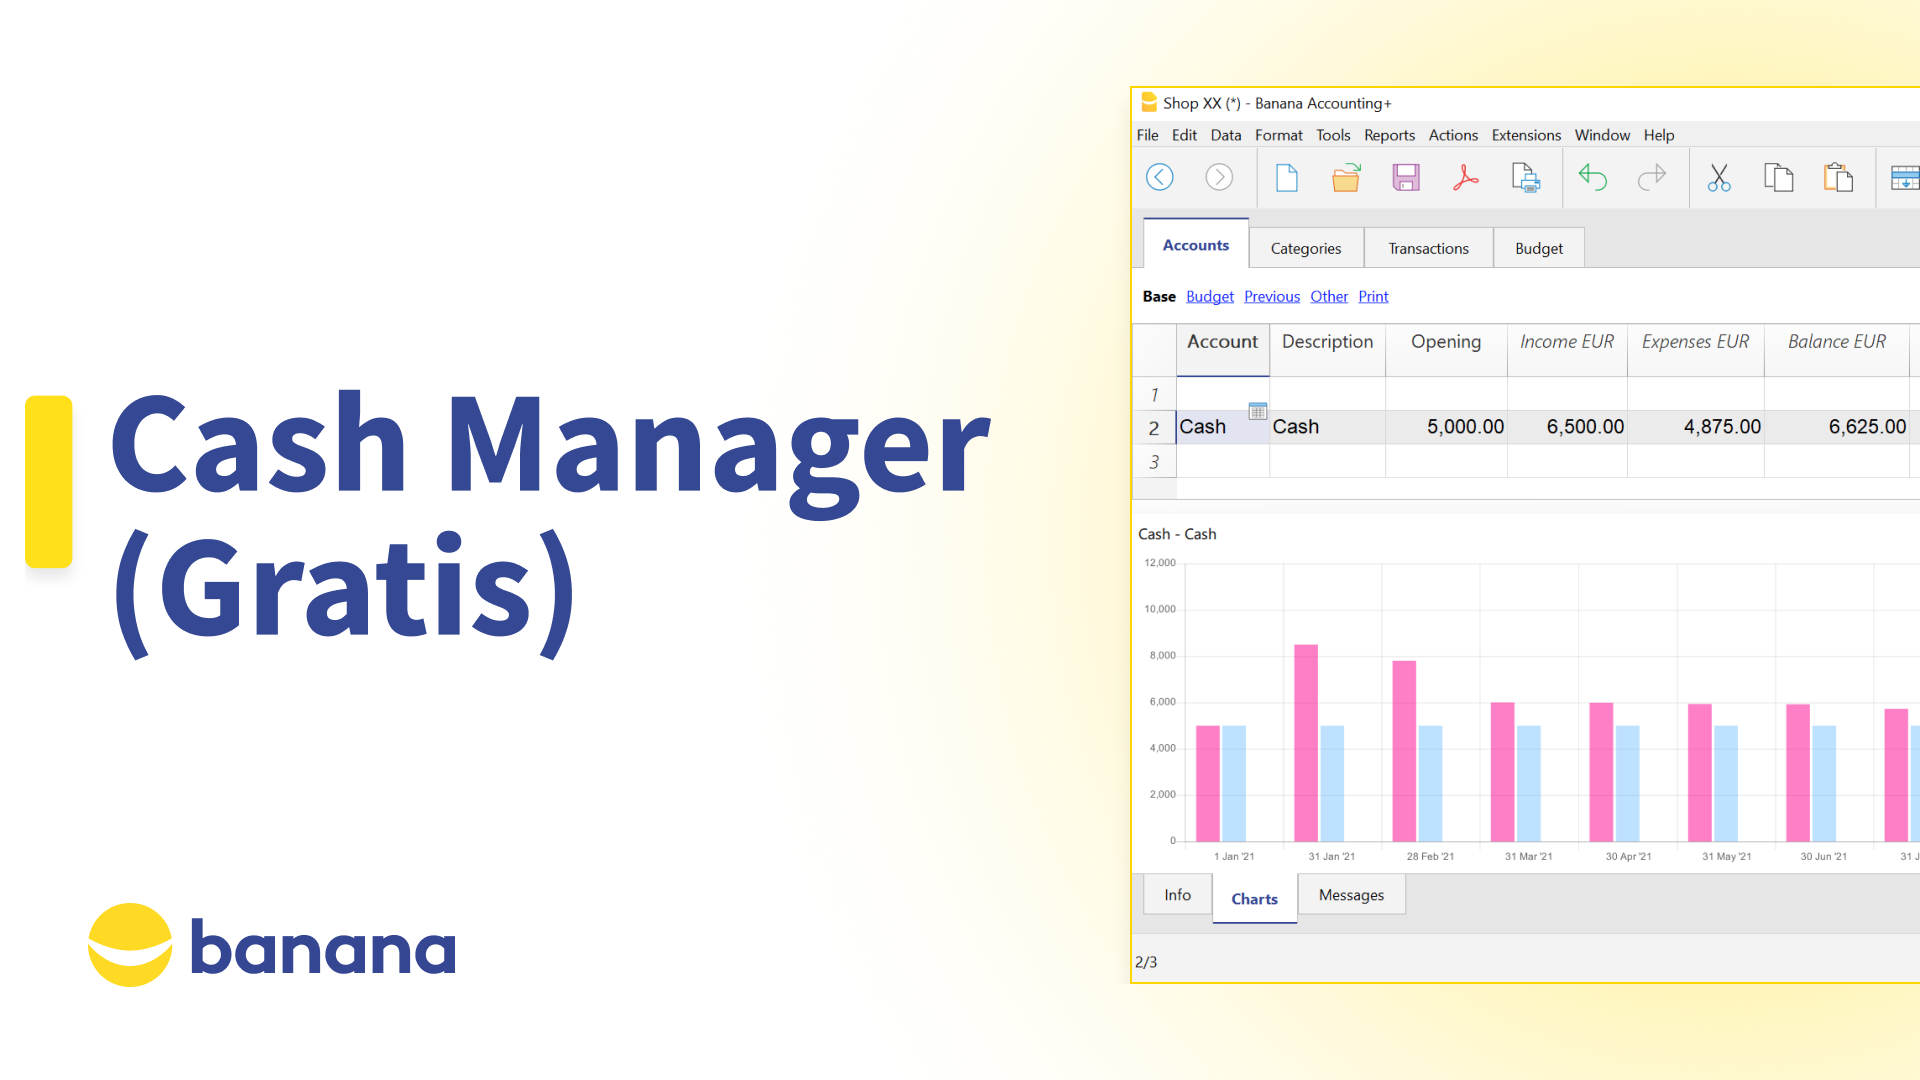 Cash Manager
(Gratis)
banana
Shop XX (*) - Banana Accounting+
File Edit Data Format Tools Reports Actions Extensions Window Help
Accounts Categories Transactions Budget
Base Budget Previous Other Print
Account Description Opening Income EUR Expenses EUR Balance EUR
1
2 Cash Cash 5,000.00 6,500.00 4,875.00 6,625.00
3
Cash - Cash
12,000
10,000
8,000
6,000
4,000
2,000
0
1 Jan '21 31 Jan '21 28 Feb '21 31 Mar '21 30 Apr '21 31 May '21 30 Jun '21 31 J
Info Charts Messages
2/3